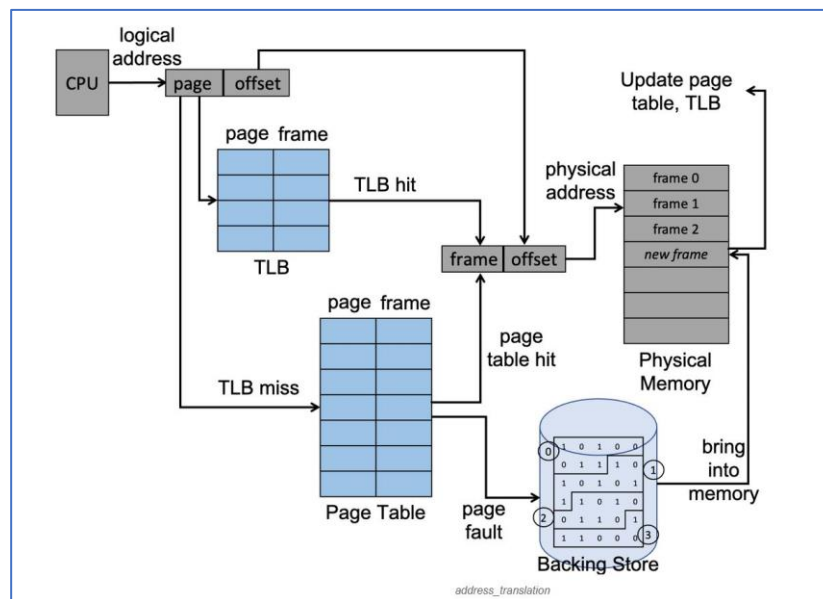 logical
address
CPU
page
offset
Update page
table, TLB
page frame
TLB hit
TLB
physical
address
frame 0
frame 1
frame 2
new frame
Physical
Memory
frame
offset
page frame
TLB miss
Page Table
page
table hit
page
fault
0
1
2
3
1 0 1 0 0
0 1 1 1 0
1 0 1 0 1
1 1 0 1 0
0 1 1 0 1
1 1 0 0 0
Backing Store
bring
into
memory
address_translation